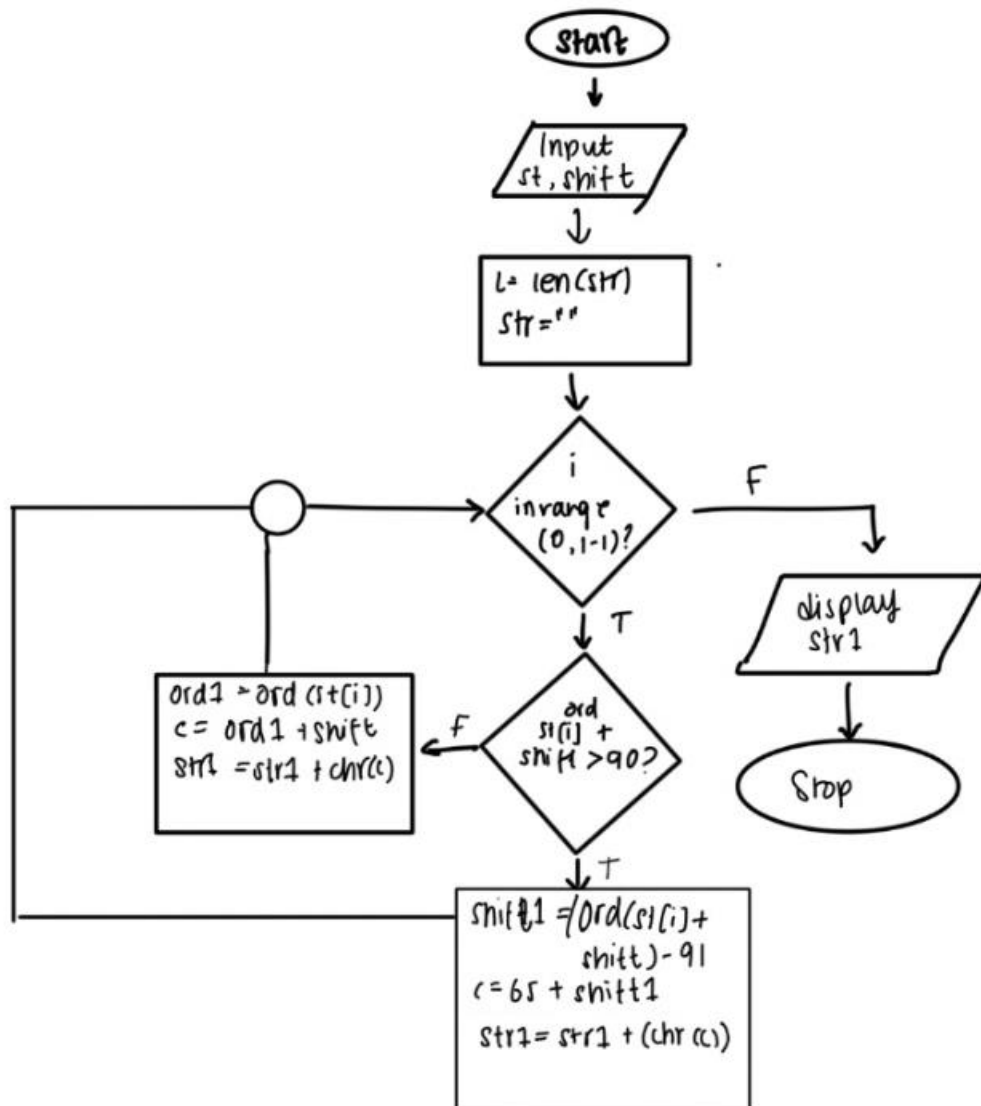 start
Input
st, shift
L= len(str)
str=""
i
inrange
(0, l-1)?
F
display
str1
Stop
T
ord
st[i] +
shift >90?
F
ord1 = ord (st[i])
c= ord1 +shift
str1 =str1 + chr(c)
T
shift1 =(Ord(st[i]+
shift)-91
c=65 + shift1
str1= str1 + (chr(c)